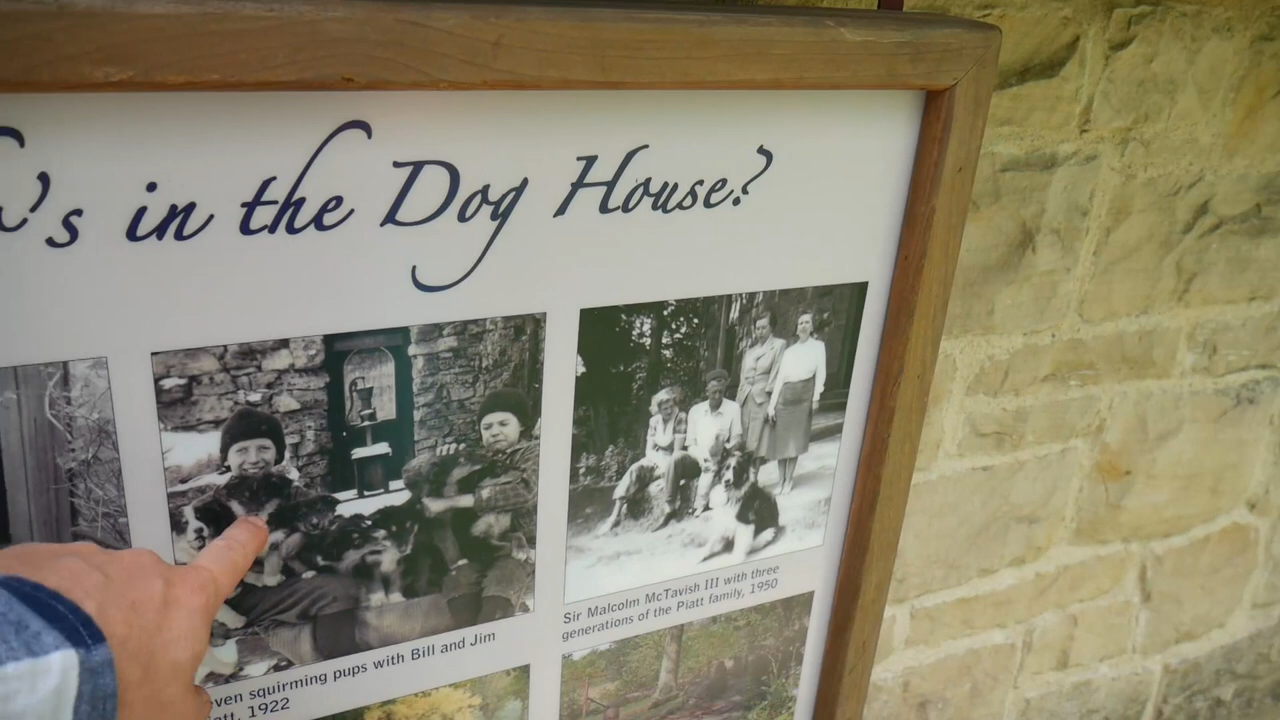 's in the Dog House?
even squirming pups with Bill and Jim
att, 1922
Sir Malcolm McTavish III with three
generations of the Piatt family, 1950